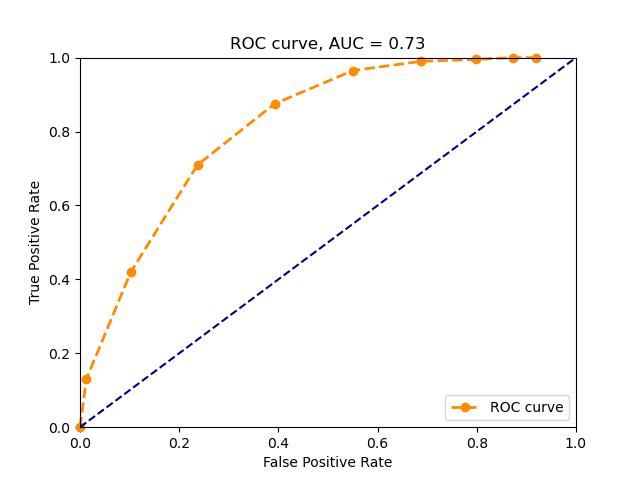 ROC curve, AUC = 0.73
1.0
0.8
0.6
0.4
0.2
0.0
True Positive Rate
ROC curve
0.0 0.2 0.4 0.6 0.8 1.0
False Positive Rate